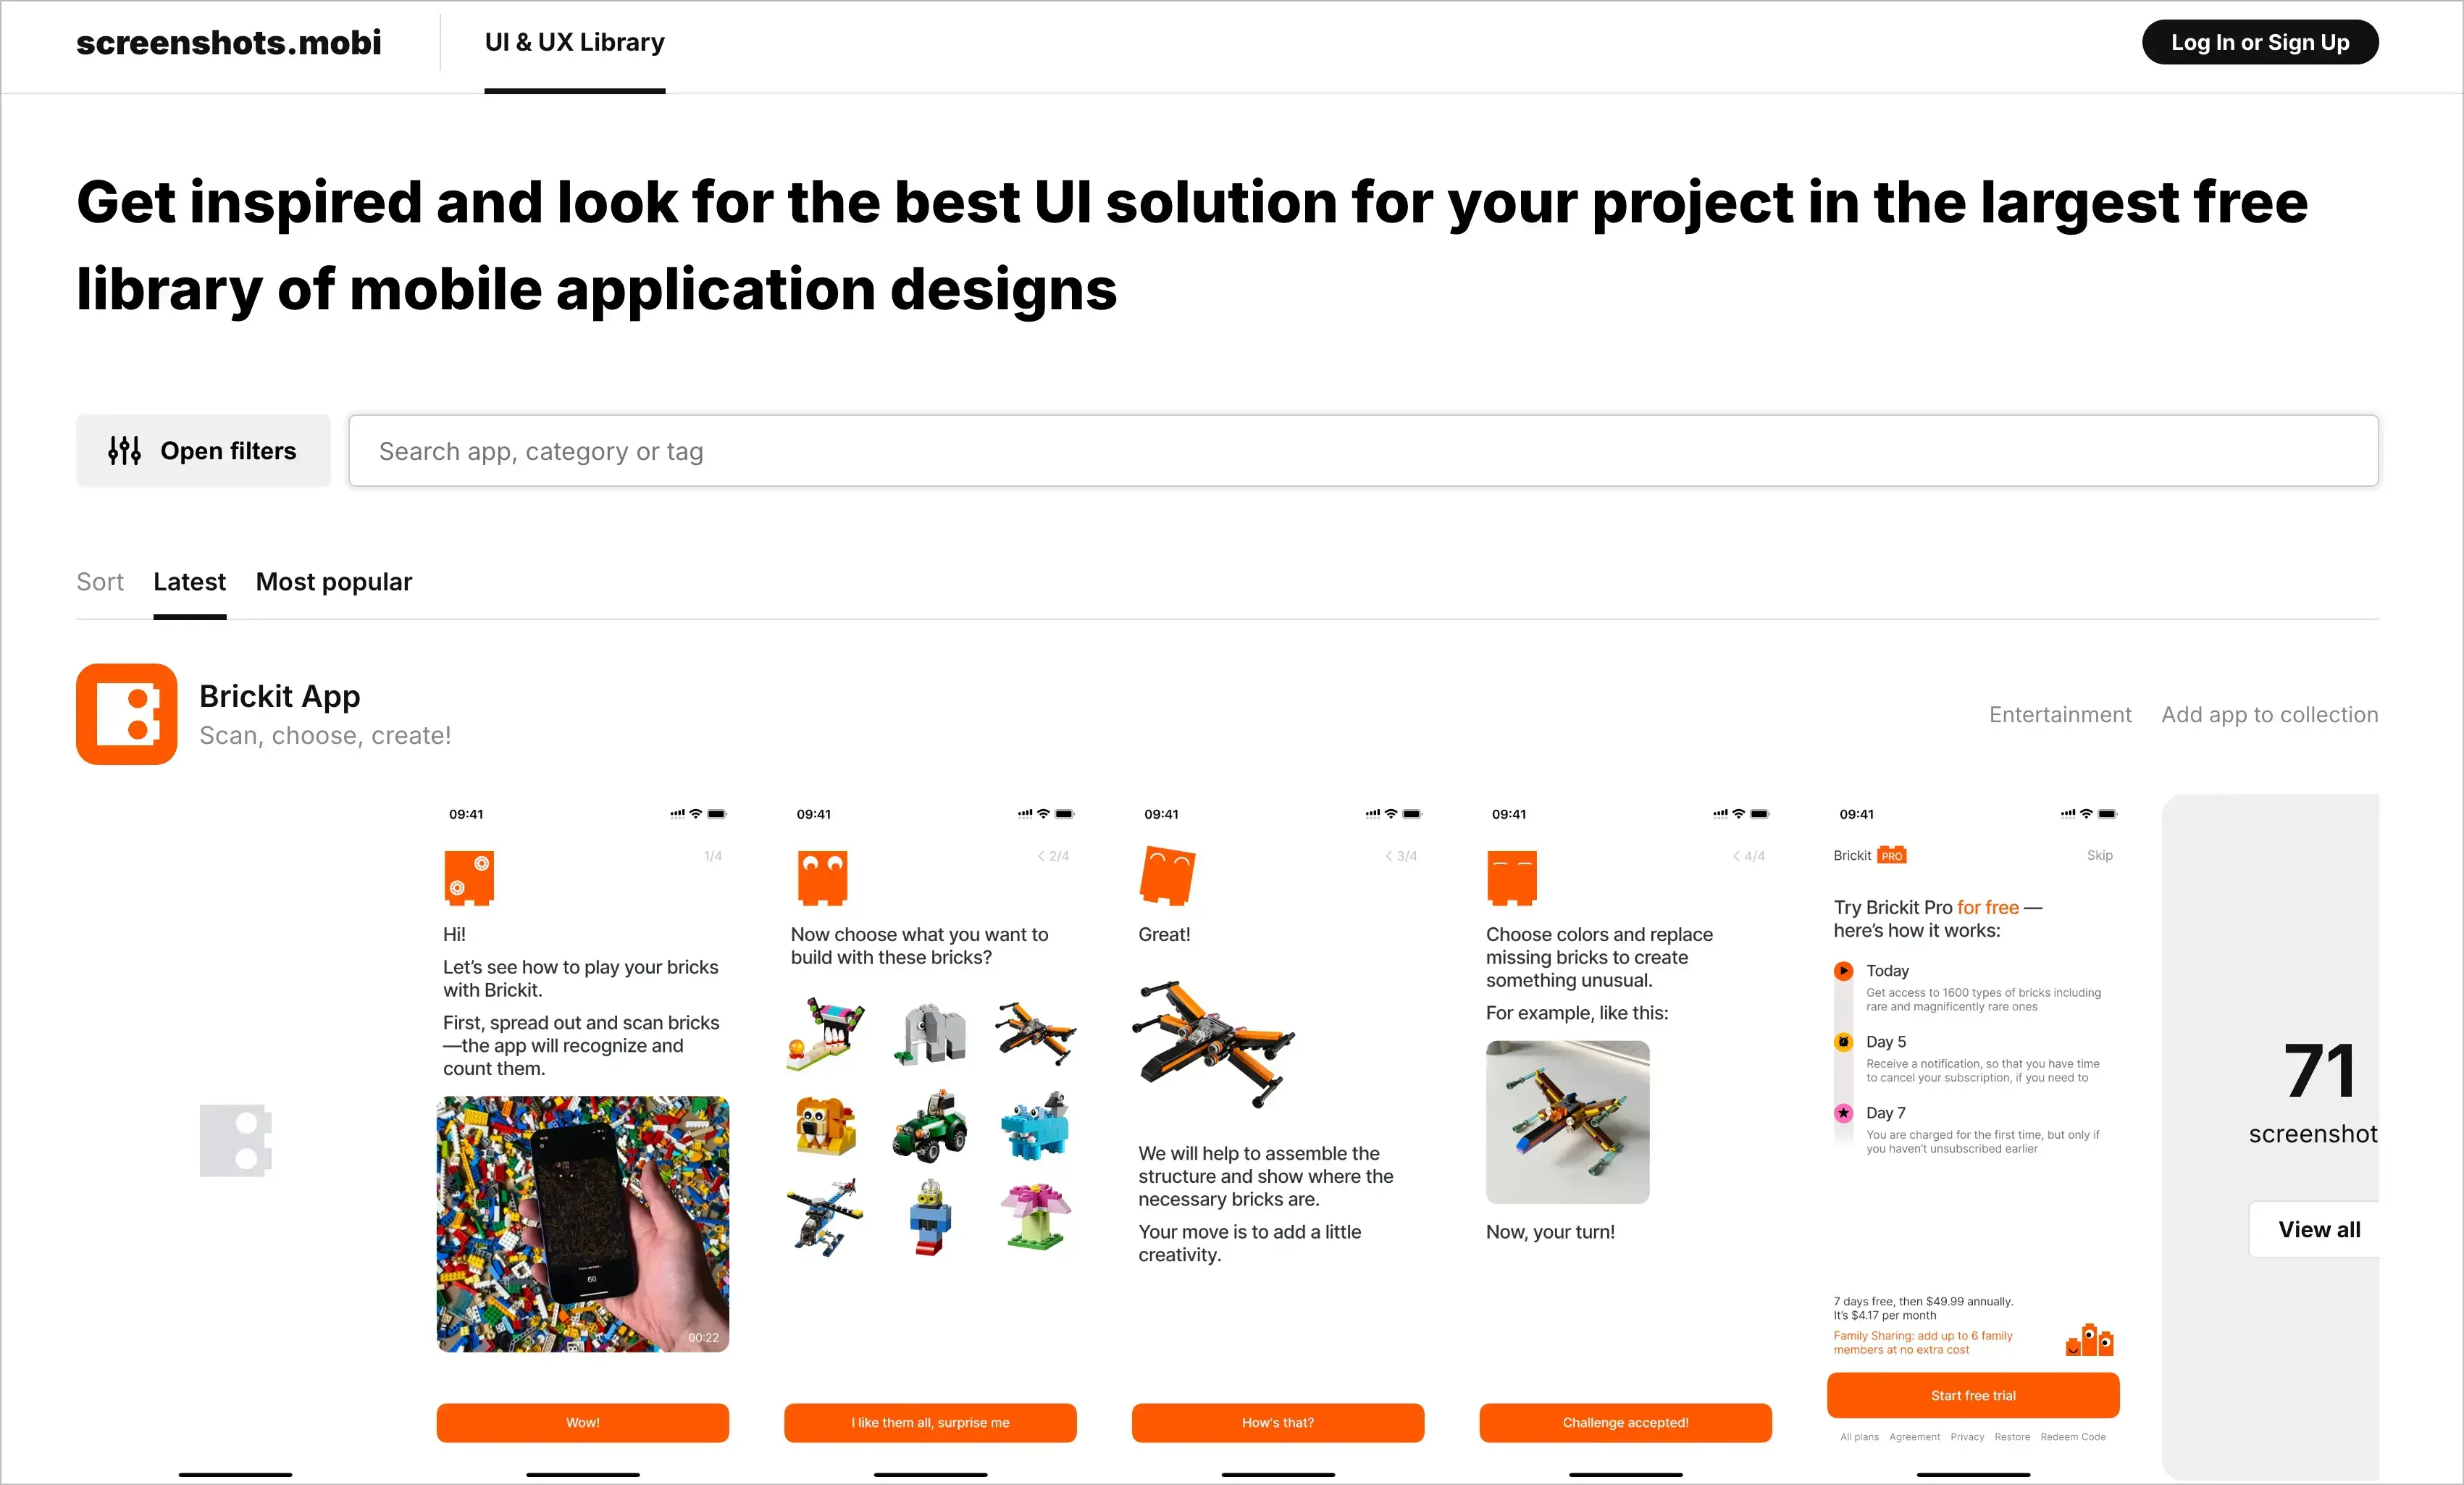 screenshots.mobi
UI & UX Library
Log In or Sign Up
Get inspired and look for the best UI solution for your project in the largest free
library of mobile application designs
Open filters
Search app, category or tag
Sort
Latest
Most popular
Brickit App
Scan, choose, create!
Entertainment
Add app to collection
09:41
1/4
Hi!
Let’s see how to play your bricks
with Brickit.
First, spread out and scan bricks
—the app will recognize and
count them.
66
00:22
Wow!
09:41
< 2/4
Now choose what you want to
build with these bricks?
I like them all, surprise me
09:41
< 3/4
Great!
We will help to assemble the
structure and show where the
necessary bricks are.
Your move is to add a little
creativity.
How's that?
09:41
< 4/4
Choose colors and replace
missing bricks to create
something unusual.
For example, like this:
Now, your turn!
Challenge accepted!
09:41
Brickit PRO
Skip
Try Brickit Pro for free —
here’s how it works:
Today
Get access to 1600 types of bricks including
rare and magnificently rare ones
Day 5
Receive a notification, so that you have time
to cancel your subscription, if you need to
Day 7
You are charged for the first time, but only if
you haven't unsubscribed earlier
7 days free, then $49.99 annually.
It's $4.17 per month
Family Sharing: add up to 6 family
members at no extra cost
Start free trial
All plans Agreement Privacy Restore Redeem Code
71
screenshot
View all